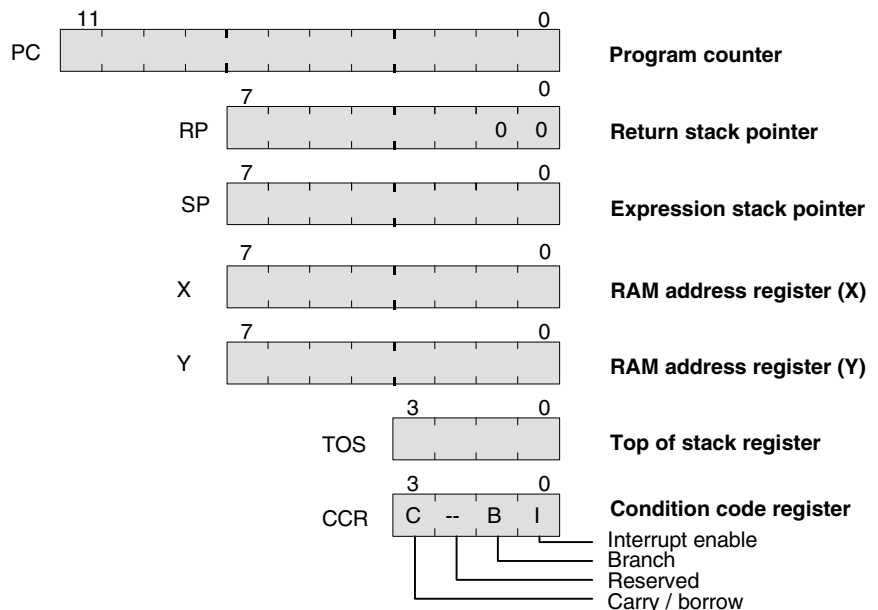 11 0
PC Program counter
7 0
RP 0 0 Return stack pointer
7 0
SP Expression stack pointer
7 0
X RAM address register (X)
7 0
Y RAM address register (Y)
3 0
TOS Top of stack register
3 0
CCR C -- B I Condition code register
Interrupt enable
Branch
Reserved
Carry / borrow